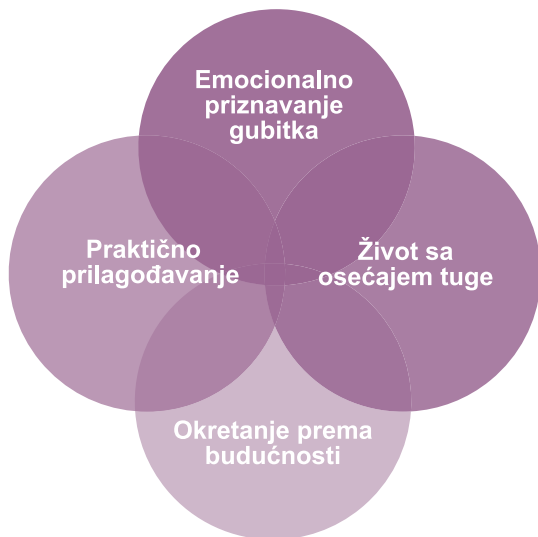 Emocionalno
priznavanje
gubitka
Praktično
prilagođavanje
Život sa
osećajem tuge
Okretanje prema
budućnosti